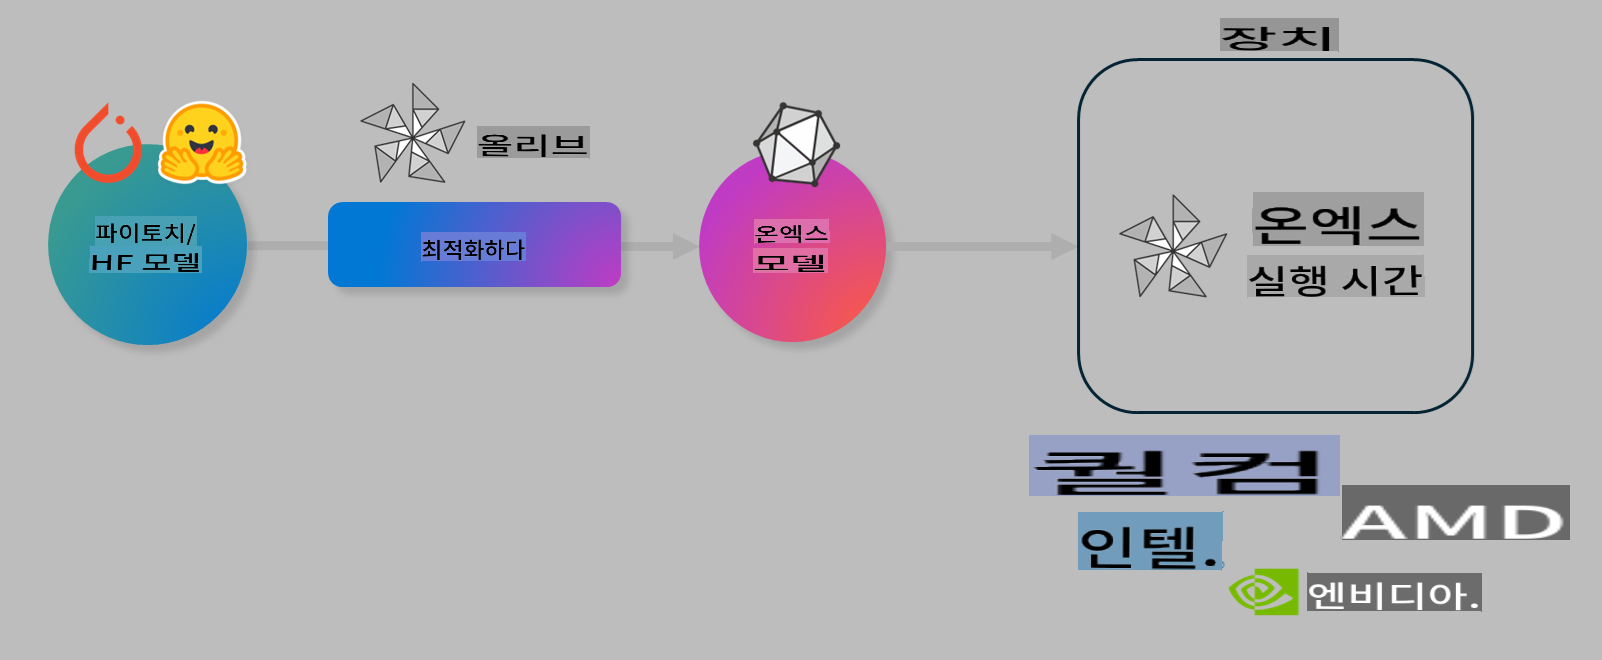 장치
올리브
파이토치/
HF 모델
최적화하다
온엑스
모델
온엑스
실행 시간
퀄컴
AMD
인텔.
엔비디아.